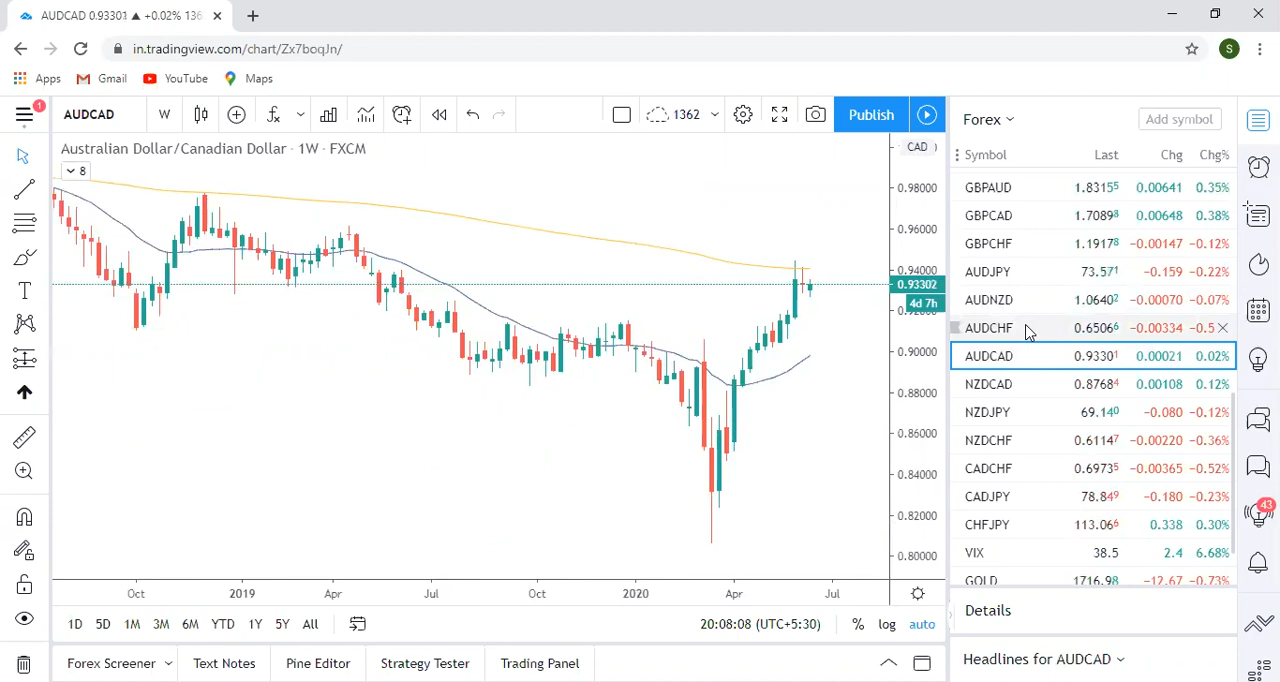 AUDCAD 0.93301 ▲ +0.02% 136
in.tradingview.com/chart/Zx7boqJn/
S
Apps Gmail YouTube Maps
1
AUDCAD W 1362 Publish
Australian Dollar/Canadian Dollar · 1W · FXCM
8
CAD
0.98000
0.96000
0.94000
0.93302
4d 7h
0.92000
0.90000
0.88000
0.86000
0.84000
0.82000
0.80000
Oct 2019 Apr Jul Oct 2020 Apr Jul
1D 5D 1M 3M 6M YTD 1Y 5Y All 20:08:08 (UTC+5:30) % log auto
Forex Screener Text Notes Pine Editor Strategy Tester Trading Panel
Forex Add symbol
Symbol Last Chg Chg%
GBPAUD 1.83155 0.00641 0.35%
GBPCAD 1.70898 0.00648 0.38%
GBPCHF 1.19178 −0.00147 −0.12%
AUDJPY 73.571 −0.159 −0.22%
AUDNZD 1.06402 −0.00070 −0.07%
AUDCHF 0.65066 −0.00334 −0.5
AUDCAD 0.93301 0.00021 0.02%
NZDCAD 0.87684 0.00108 0.12%
NZDJPY 69.140 −0.080 −0.12%
NZDCHF 0.61147 −0.00220 −0.36%
CADCHF 0.69735 −0.00365 −0.52%
CADJPY 78.849 −0.180 −0.23%
CHFJPY 113.066 0.338 0.30%
VIX 38.5 2.4 6.68%
GOLD 1716.98 −12.67 −0.73%
Details
Headlines for AUDCAD
43